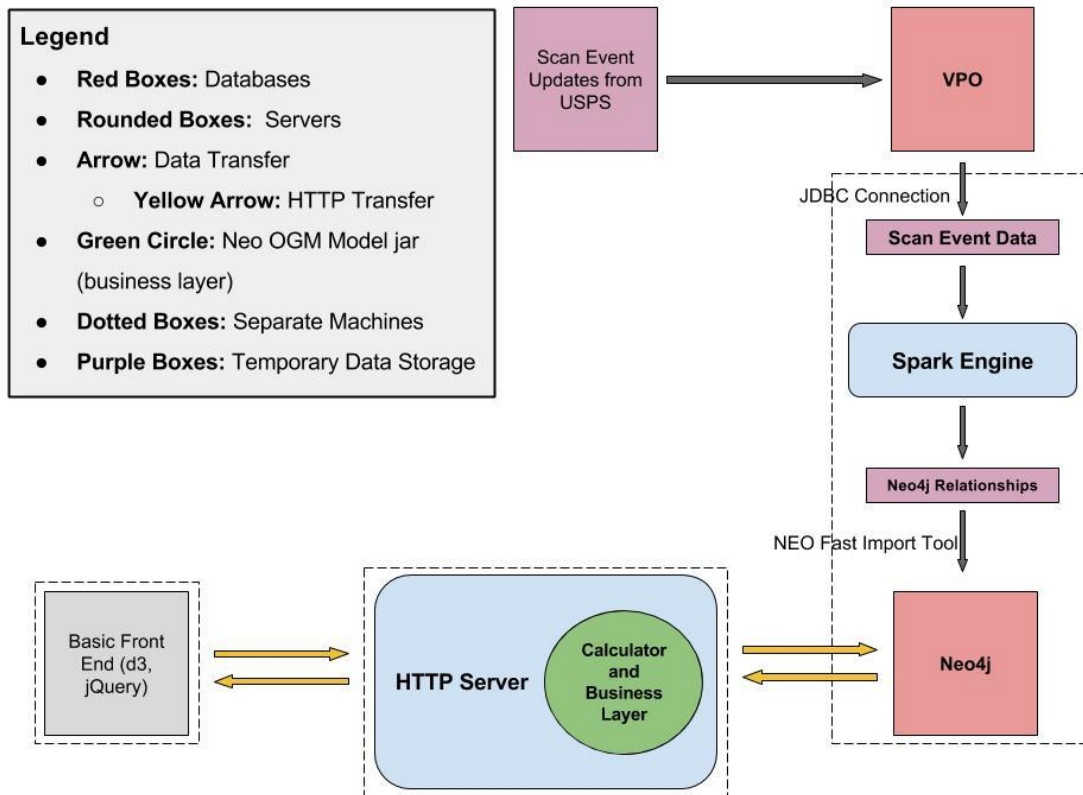 Legend
● Red Boxes: Databases
● Rounded Boxes: Servers
● Arrow: Data Transfer
○ Yellow Arrow: HTTP Transfer
● Green Circle: Neo OGM Model jar
(business layer)
● Dotted Boxes: Separate Machines
● Purple Boxes: Temporary Data Storage
Scan Event
Updates from
USPS
VPO
JDBC Connection
Scan Event Data
Spark Engine
Neo4j Relationships
NEO Fast Import Tool
Basic Front
End (d3,
jQuery)
HTTP Server
Calculator
and
Business
Layer
Neo4j